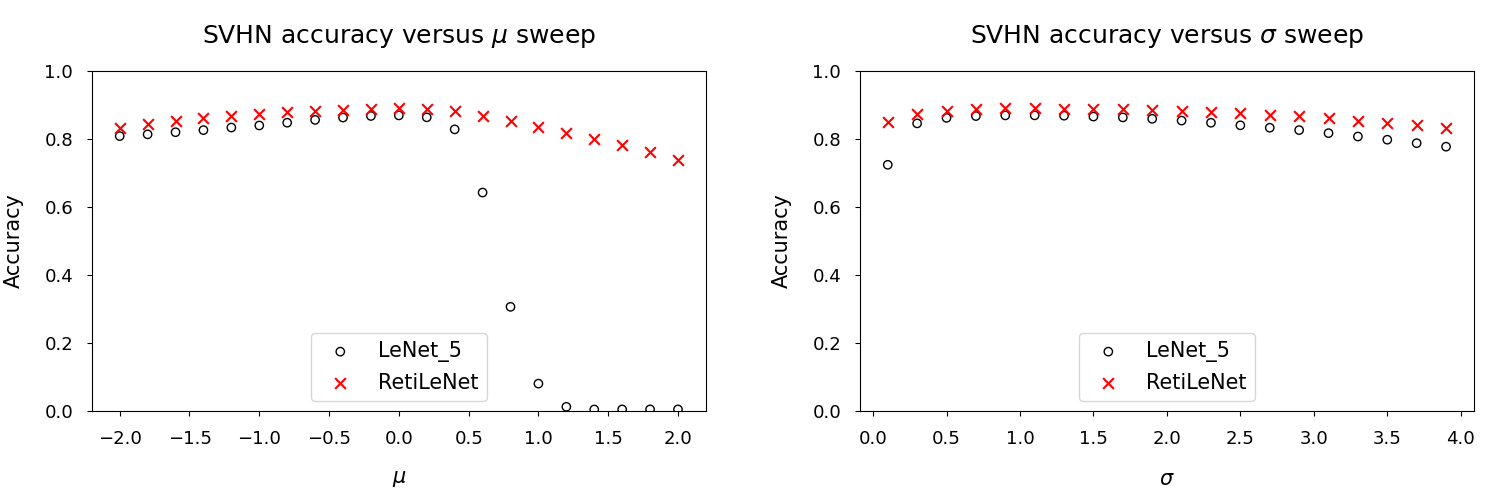 SVHN accuracy versus μ sweep
1.0
0.8
0.6
0.4
0.2
0.0
Accuracy
LeNet_5
RetiLeNet
−2.0 −1.5 −1.0 −0.5 0.0 0.5 1.0 1.5 2.0
μ
SVHN accuracy versus σ sweep
1.0
0.8
0.6
0.4
0.2
0.0
Accuracy
LeNet_5
RetiLeNet
0.0 0.5 1.0 1.5 2.0 2.5 3.0 3.5 4.0
σ